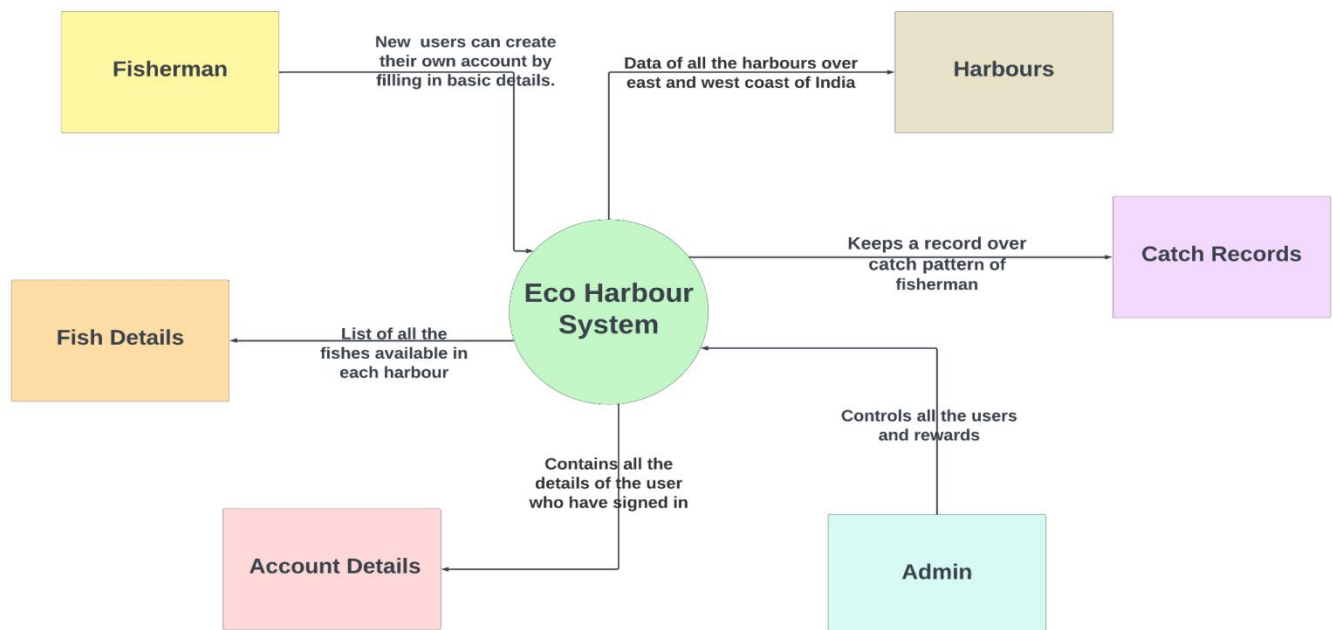 Fisherman
New users can create
their own account by
filling in basic details.
Data of all the harbours over
east and west coast of India
Harbours
Keeps a record over
catch pattern of
fisherman
Catch Records
Eco Harbour
System
Fish Details
List of all the
fishes available in
each harbour
Controls all the users
and rewards
Contains all the
details of the user
who have signed in
Account Details
Admin